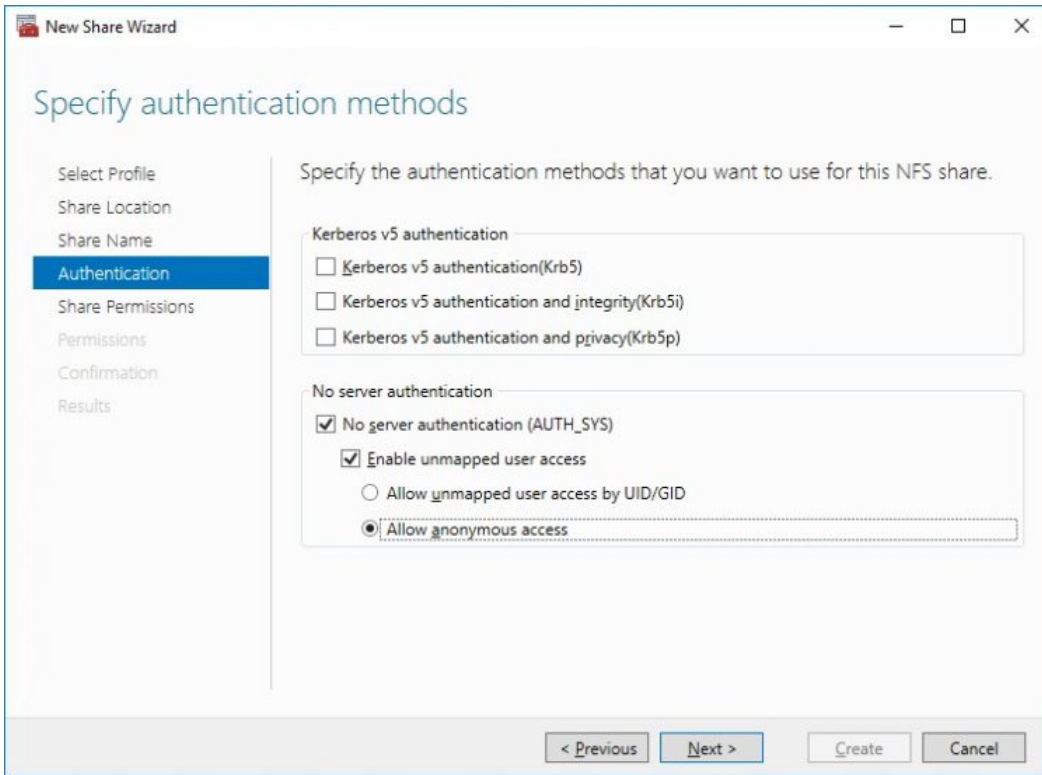 New Share Wizard
Specify authentication methods
Select Profile
Share Location
Share Name
Authentication
Share Permissions
Permissions
Confirmation
Results
Specify the authentication methods that you want to use for this NFS share.
Kerberos v5 authentication
Kerberos v5 authentication(Krb5)
Kerberos v5 authentication and integrity(Krb5i)
Kerberos v5 authentication and privacy(Krb5p)
No server authentication
No server authentication (AUTH_SYS)
Enable unmapped user access
Allow unmapped user access by UID/GID
Allow anonymous access
< Previous Next > Create Cancel